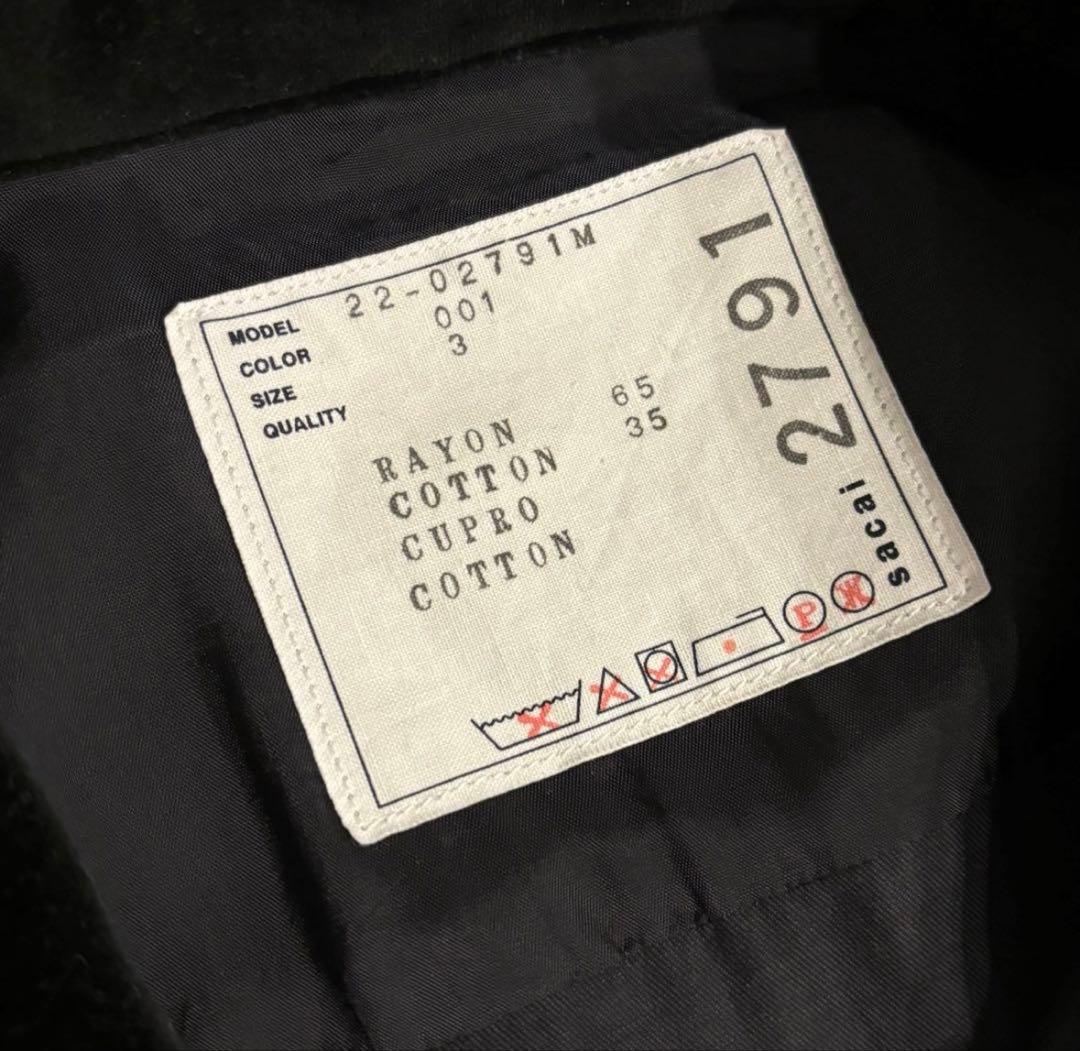 MODEL 22-02791M
COLOR 001
SIZE 3
QUALITY
RAYON 65
COTTON 35
CUPRO
COTTON
P
W
sacai 2791